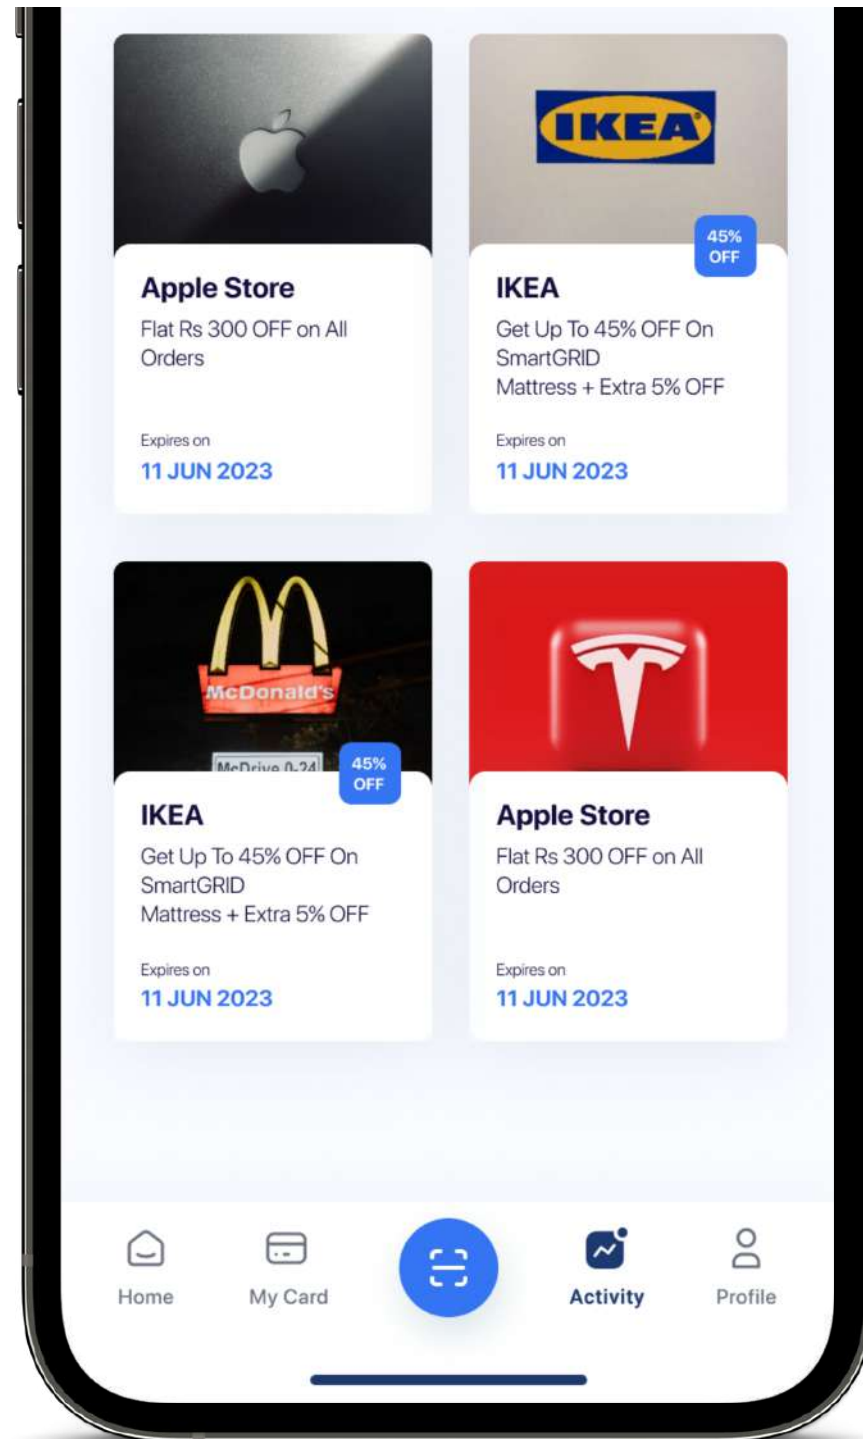 IKEA
45%
OFF
Apple Store
Flat Rs 300 OFF on All
Orders
Expires on
11 JUN 2023
IKEA
Get Up To 45% OFF On
SmartGRID
Mattress + Extra 5% OFF
Expires on
11 JUN 2023
McDonald's
McDrive 0-24
45%
OFF
IKEA
Get Up To 45% OFF On
SmartGRID
Mattress + Extra 5% OFF
Expires on
11 JUN 2023
Apple Store
Flat Rs 300 OFF on All
Orders
Expires on
11 JUN 2023
Home
My Card
Activity
Profile